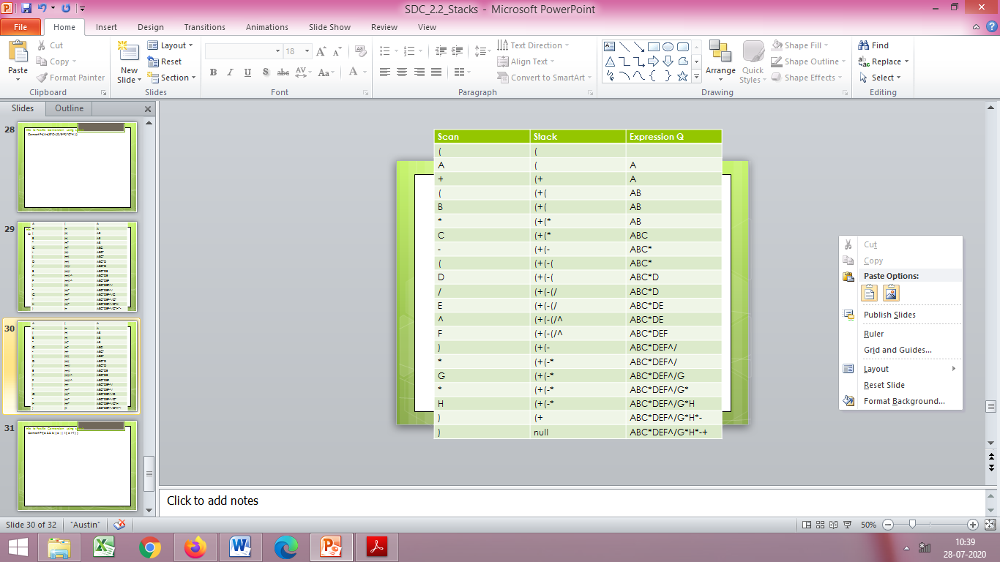 SDC_2.2_Stacks - Microsoft PowerPoint
File Home Insert Design Transitions Animations Slide Show Review View
Paste
Cut
Copy
Format Painter
Clipboard
New Slide
Layout
Reset
Section
Slides
18
Font
Text Direction
Align Text
Convert to SmartArt
Paragraph
Arrange
Quick Styles
Shape Fill
Shape Outline
Shape Effects
Drawing
Find
Replace
Select
Editing
Slides Outline
28
29
30
31
Scan Stack Expression Q
( (
A ( A
+ (+ A
( (+( AB
B (+( AB
* (+(* AB
C (+(* ABC
- (+(- ABC*
( (+(-( ABC*
D (+(-( ABC*D
/ (+(-(/ ABC*D
E (+(-(/ ABC*DE
^ (+(-(/^ ABC*DE
F (+(-(/^ ABC*DEF
) (+(- ABC*DEF^/
* (+(-* ABC*DEF^/
G (+(-* ABC*DEF^/G
* (+(-* ABC*DEF^/G*
H (+(-* ABC*DEF^/G*H
) (+ ABC*DEF^/G*H*-
) null ABC*DEF^/G*H*-+
Cut
Copy
Paste Options:
Publish Slides
Ruler
Grid and Guides...
Layout
Reset Slide
Format Background...
Click to add notes
Slide 30 of 32 "Austin" 50%
10:39
28-07-2020